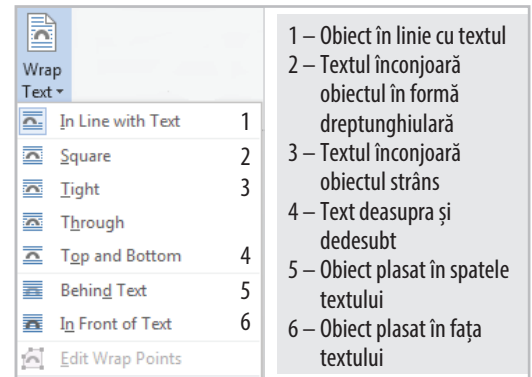 Wrap
Text
In Line with Text 1
Square 2
Tight 3
Through
Top and Bottom 4
Behind Text 5
In Front of Text 6
Edit Wrap Points
1 – Obiect în linie cu textul
2 – Textul înconjoară
obiectul în formă
dreptunghiulară
3 – Textul înconjoară
obiectul strâns
4 – Text deasupra și
dedesubt
5 – Obiect plasat în spatele
textului
6 – Obiect plasat în fața
textului